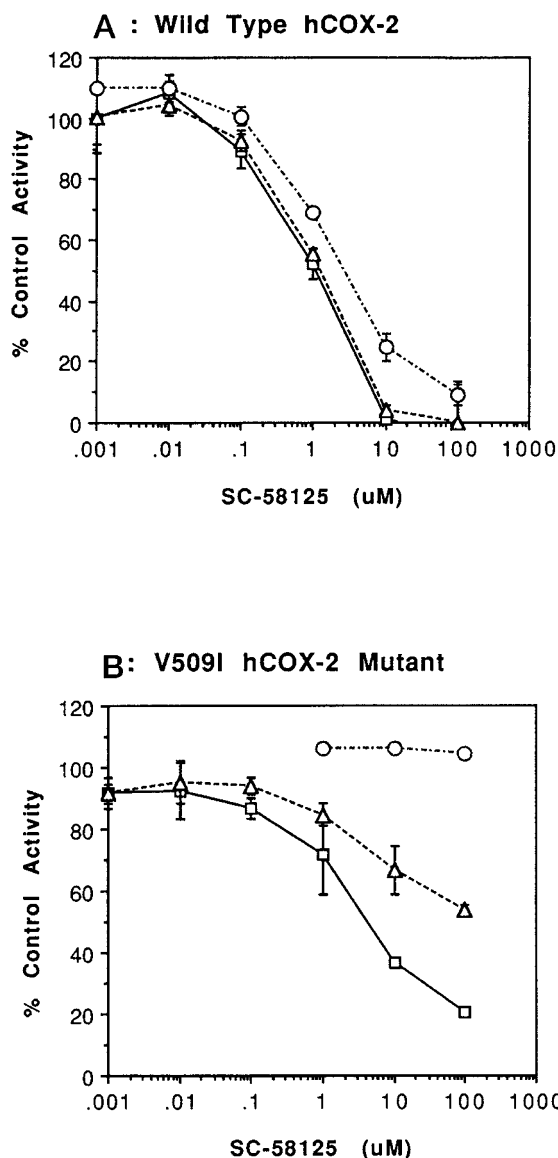 A : Wild Type hCOX-2
120
100
80
60
40
20
0
% Control Activity
.001 .01 .1 1 10 100 1000
SC-58125 (uM)
B: V509I hCOX-2 Mutant
120
100
80
60
40
20
0
% Control Activity
.001 .01 .1 1 10 100 1000
SC-58125 (uM)